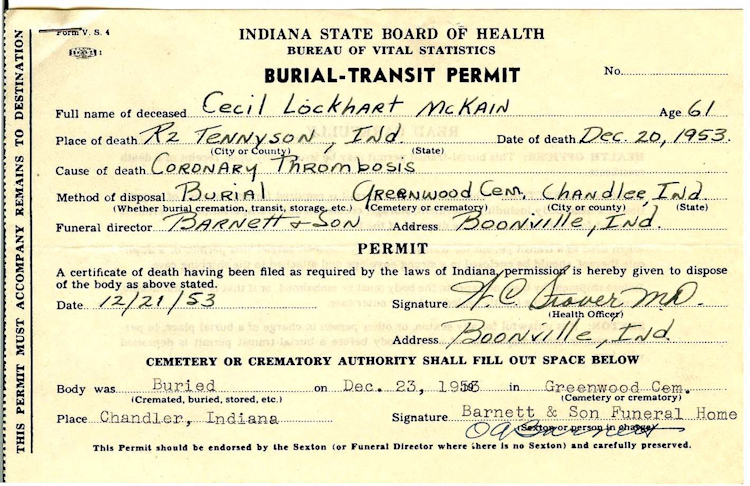 Form V. S. 4
INDIANA STATE BOARD OF HEALTH
BUREAU OF VITAL STATISTICS
BURIAL-TRANSIT PERMIT
No.
Full name of deceased Cecil Lockhart McKain Age 61
Place of death R2 Tennyson, Ind. Date of death Dec. 20, 1953.
(City or County) (State)
Cause of death Coronary Thrombosis
Method of disposal Burial Greenwood Cem. Chandler, Ind.
(Whether burial cremation, transit, storage, etc.) (Cemetery or crematory) (City or county) (State)
Funeral director Barnett & Son Address Boonville, Ind.
PERMIT
A certificate of death having been filed as required by the laws of Indiana, permission is hereby given to dispose
of the body as above stated.
Date 12/21/53 Signature MD.
(Health Officer)
Address Boonville, Ind.
CEMETERY OR CREMATORY AUTHORITY SHALL FILL OUT SPACE BELOW
Body was Buried on Dec. 23, 1953 in Greenwood Cem.
(Cremated, buried, stored, etc.) (Cemetery or crematory)
Place Chandler, Indiana Signature Barnett & Son Funeral Home
(Sexton or person in charge)
This Permit should be endorsed by the Sexton (or Funeral Director where there is no Sexton) and carefully preserved.
THIS PERMIT MUST ACCOMPANY REMAINS TO DESTINATION